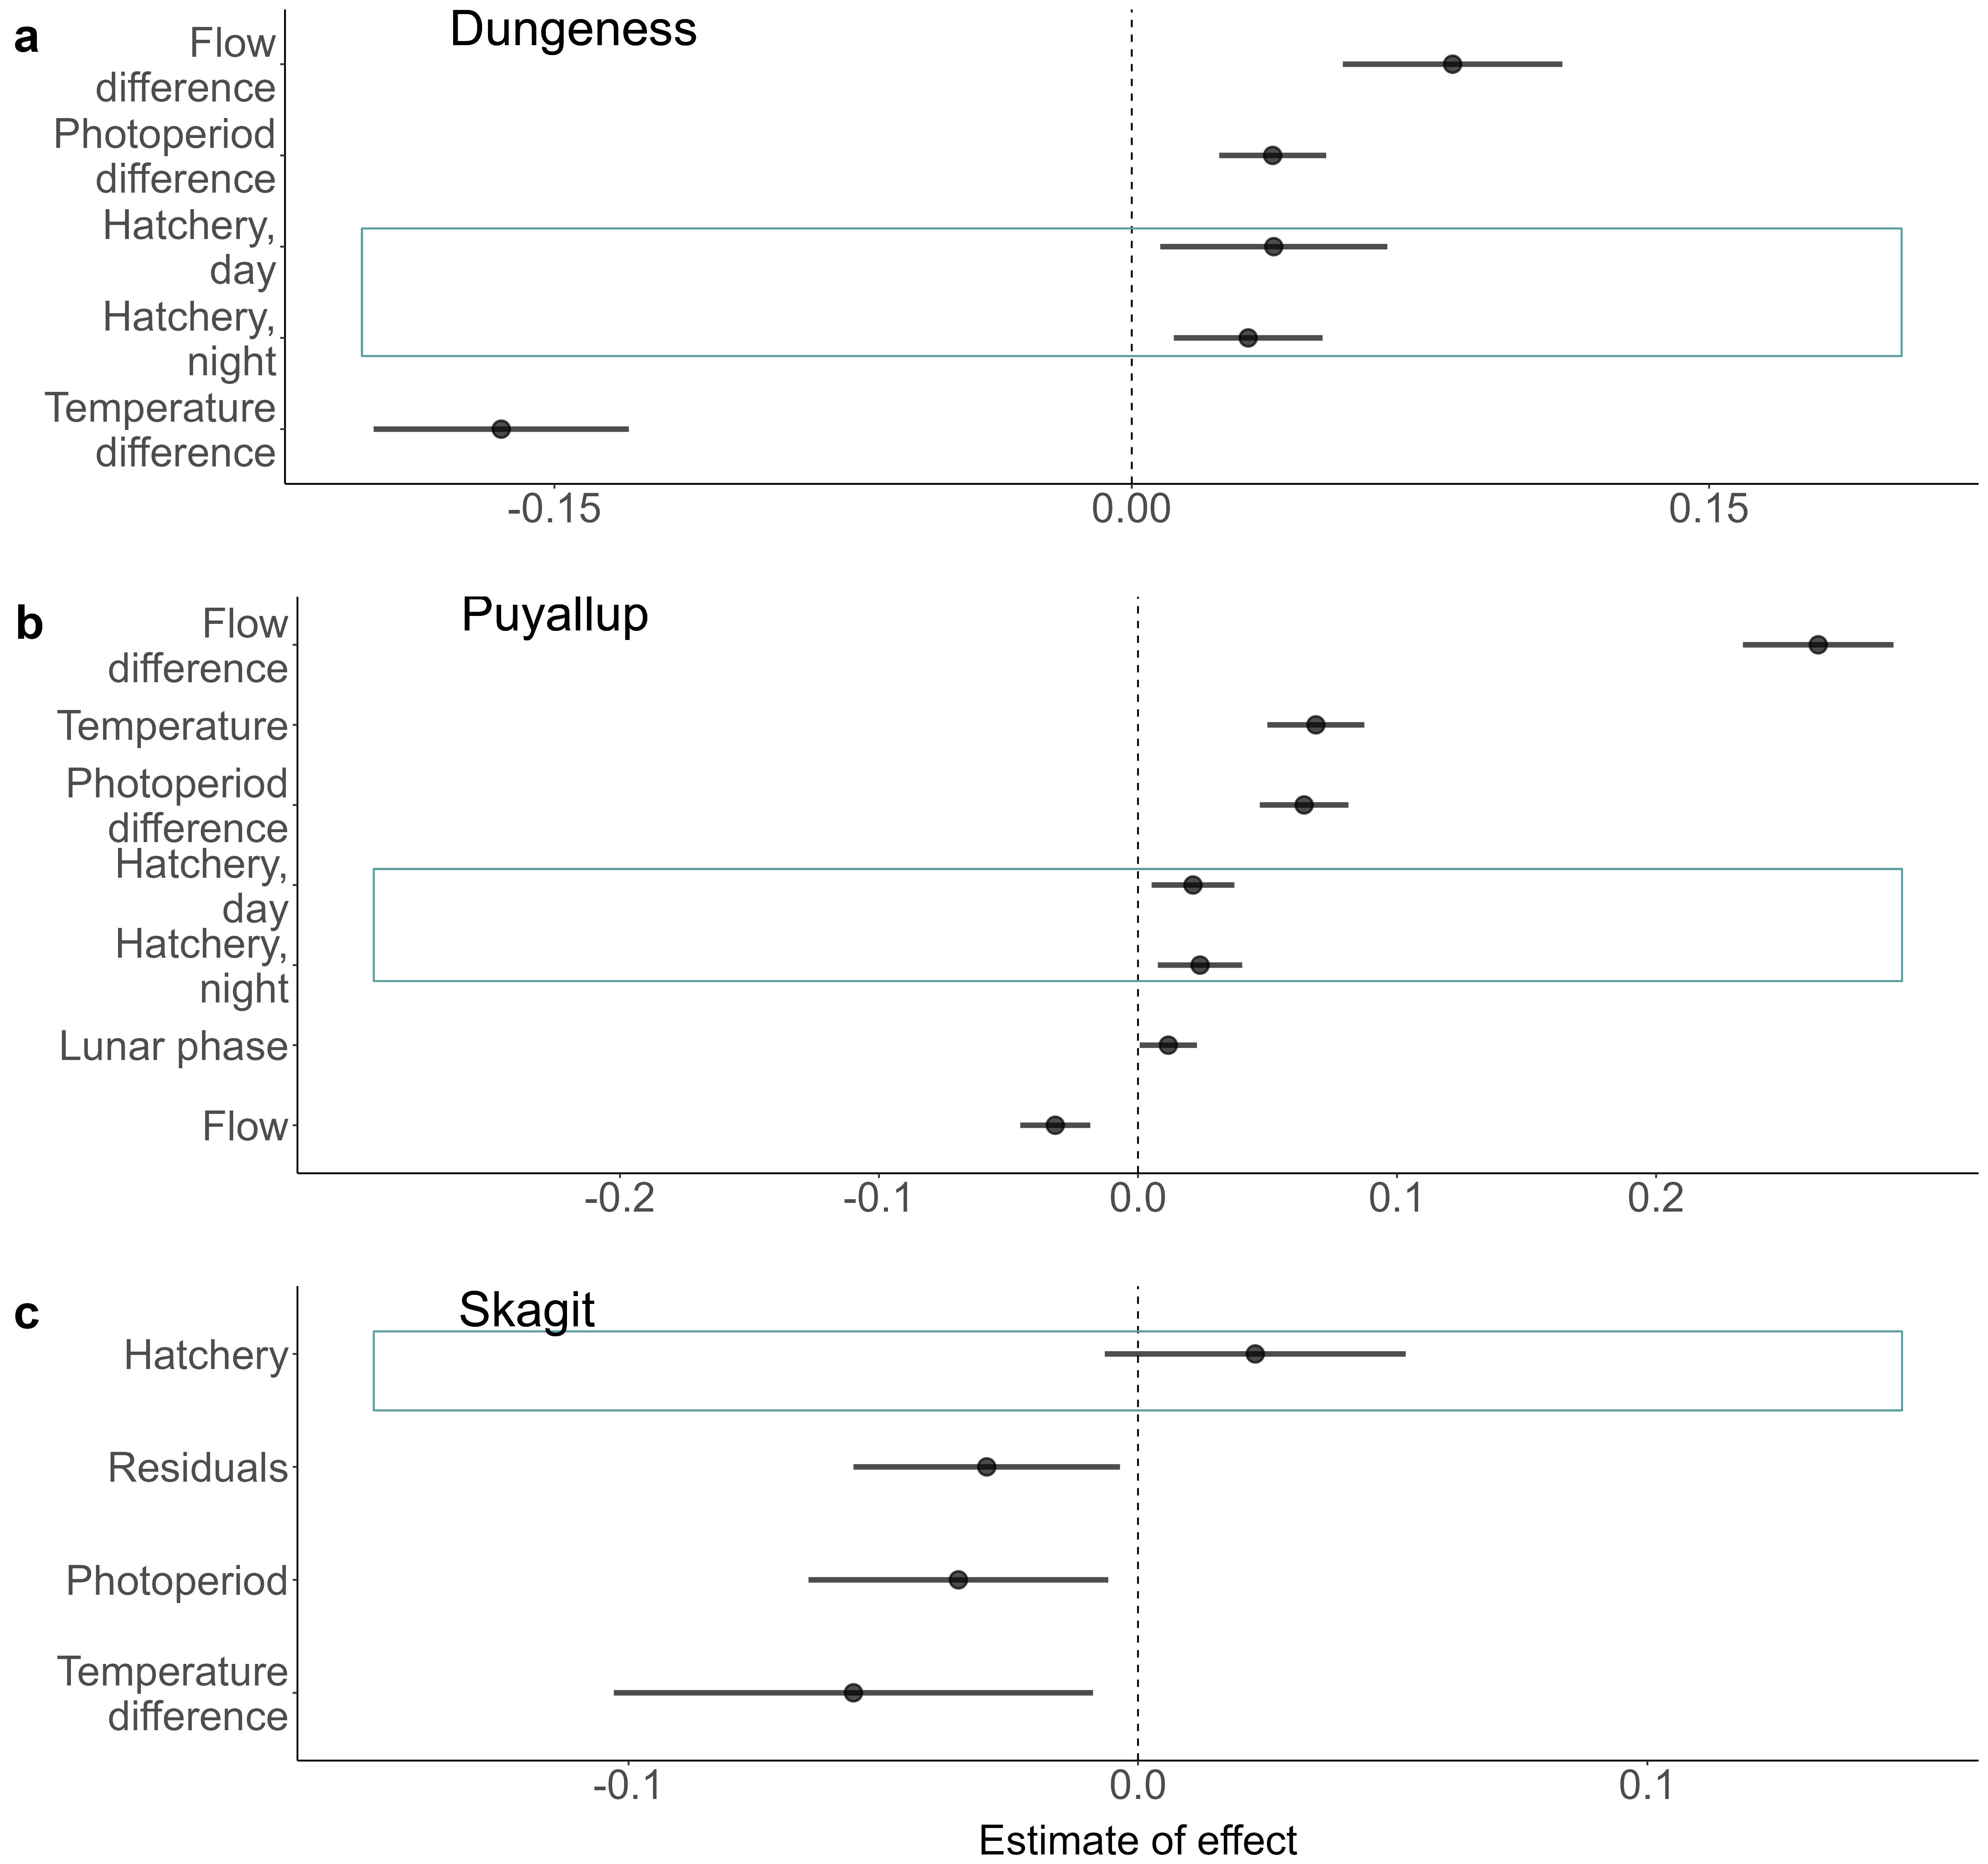 a
Dungeness
Flow
difference
Photoperiod
difference
Hatchery,
day
Hatchery,
night
Temperature
difference
-0.15 0.00 0.15
b
Puyallup
Flow
difference
Temperature
Photoperiod
difference
Hatchery,
day
Hatchery,
night
Lunar phase
Flow
-0.2 -0.1 0.0 0.1 0.2
c
Skagit
Hatchery
Residuals
Photoperiod
Temperature
difference
-0.1 0.0 0.1
Estimate of effect